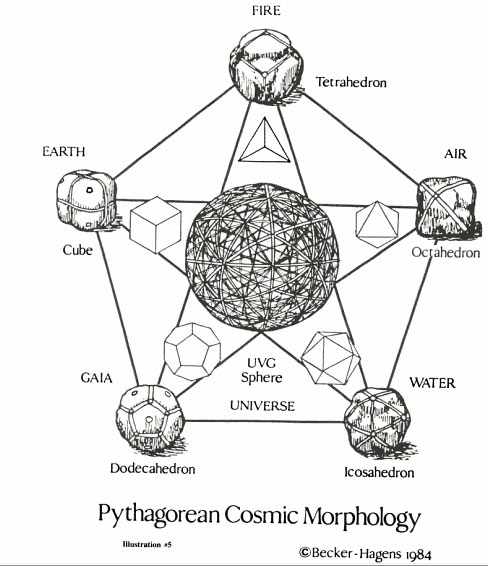 FIRE
Tetrahedron
EARTH
AIR
Cube
Octahedron
GAIA
UVG
Sphere
WATER
UNIVERSE
Dodecahedron
Icosahedron
Pythagorean Cosmic Morphology
Illustration #5
©Becker-Hagens 1984